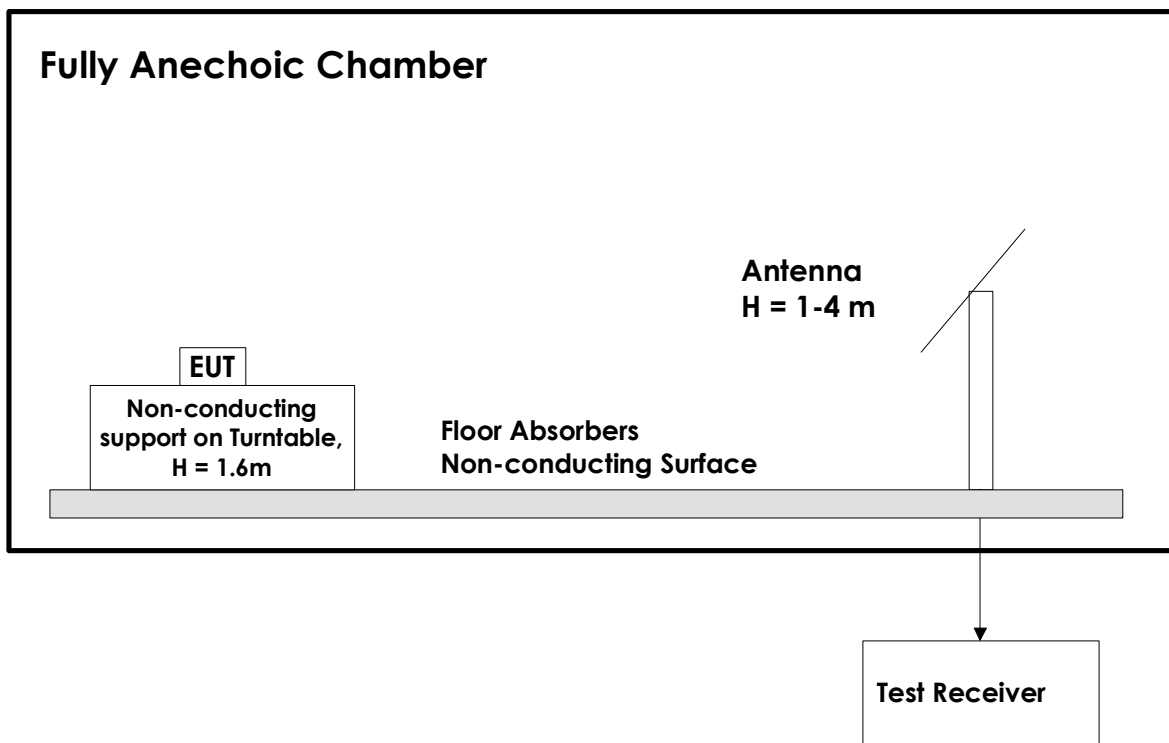 Fully Anechoic Chamber
Antenna
H = 1-4 m
EUT
Non-conducting
support on Turntable,
H = 1.6m
Floor Absorbers
Non-conducting Surface
Test Receiver